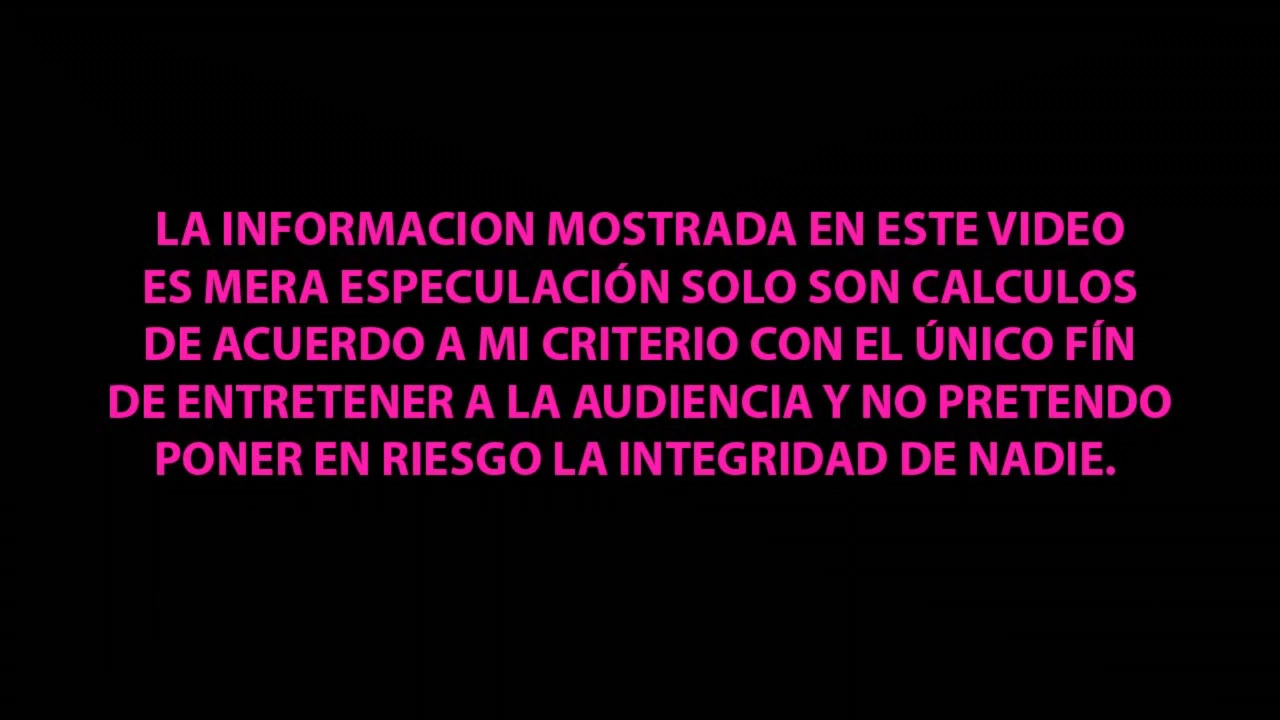 LA INFORMACION MOSTRADA EN ESTE VIDEO
ES MERA ESPECULACIÓN SOLO SON CALCULOS
DE ACUERDO A MI CRITERIO CON EL ÚNICO FÍN
DE ENTRETENER A LA AUDIENCIA Y NO PRETENDO
PONER EN RIESGO LA INTEGRIDAD DE NADIE.